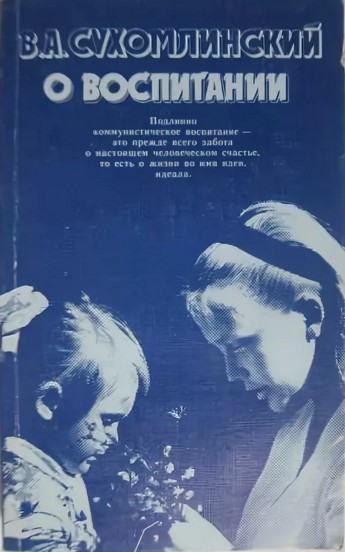 В.А.СУХОМЛИНСКИЙ
О ВОСПИТАНИИ
Подлинно
коммунистическое воспитание —
это прежде всего забота
о настоящем человеческом счастье,
то есть о жизни во имя идеи,
идеала.